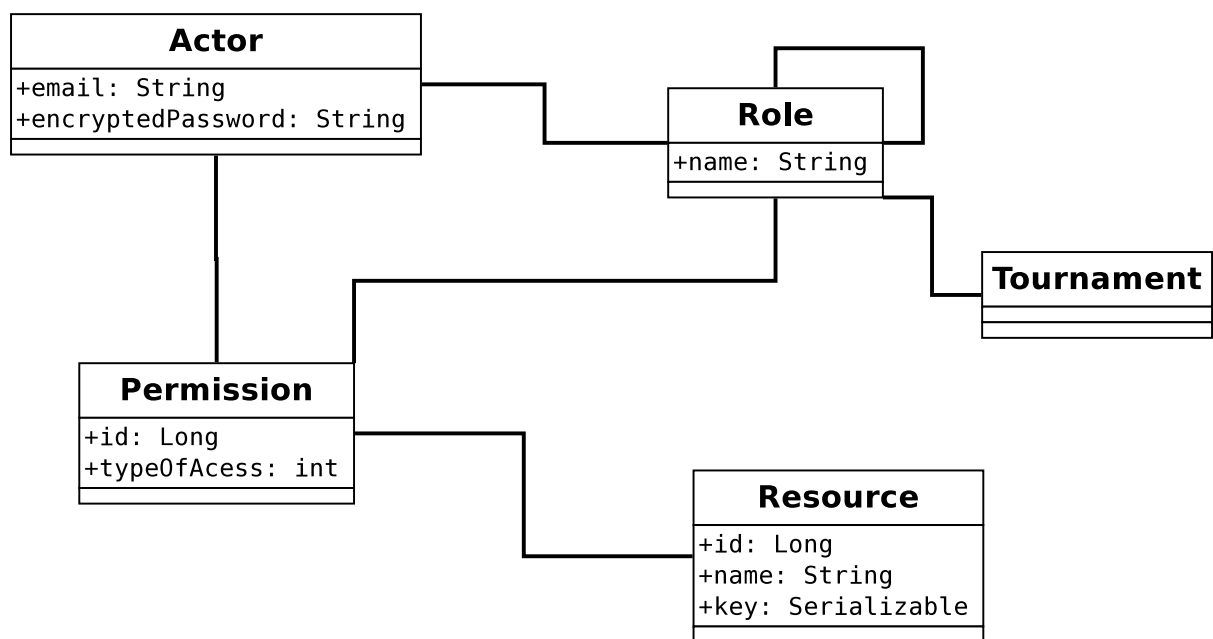 Actor
+email: String
+encryptedPassword: String
Role
+name: String
Tournament
Permission
+id: Long
+typeOfAcess: int
Resource
+id: Long
+name: String
+key: Serializable